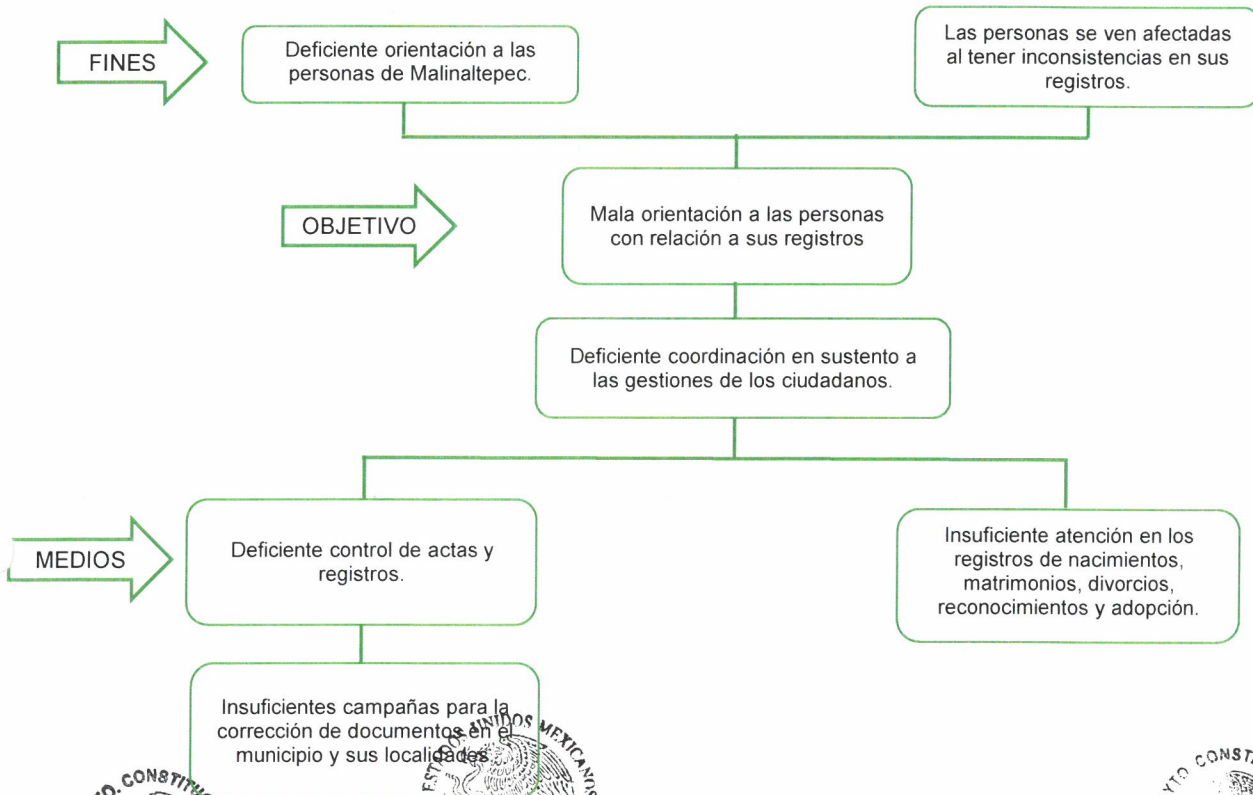 FINES
Deficiente orientación a las
personas de Malinaltepec.
Las personas se ven afectadas
al tener inconsistencias en sus
registros.
OBJETIVO
Mala orientación a las personas
con relación a sus registros
Deficiente coordinación en sustento a
las gestiones de los ciudadanos.
MEDIOS
Deficiente control de actas y
registros.
Insuficiente atención en los
registros de nacimientos,
matrimonios, divorcios,
reconocimientos y adopción.
Insuficientes campañas para la
corrección de documentos en el
municipio y sus localidades.
UNIDOS MEXICANOS